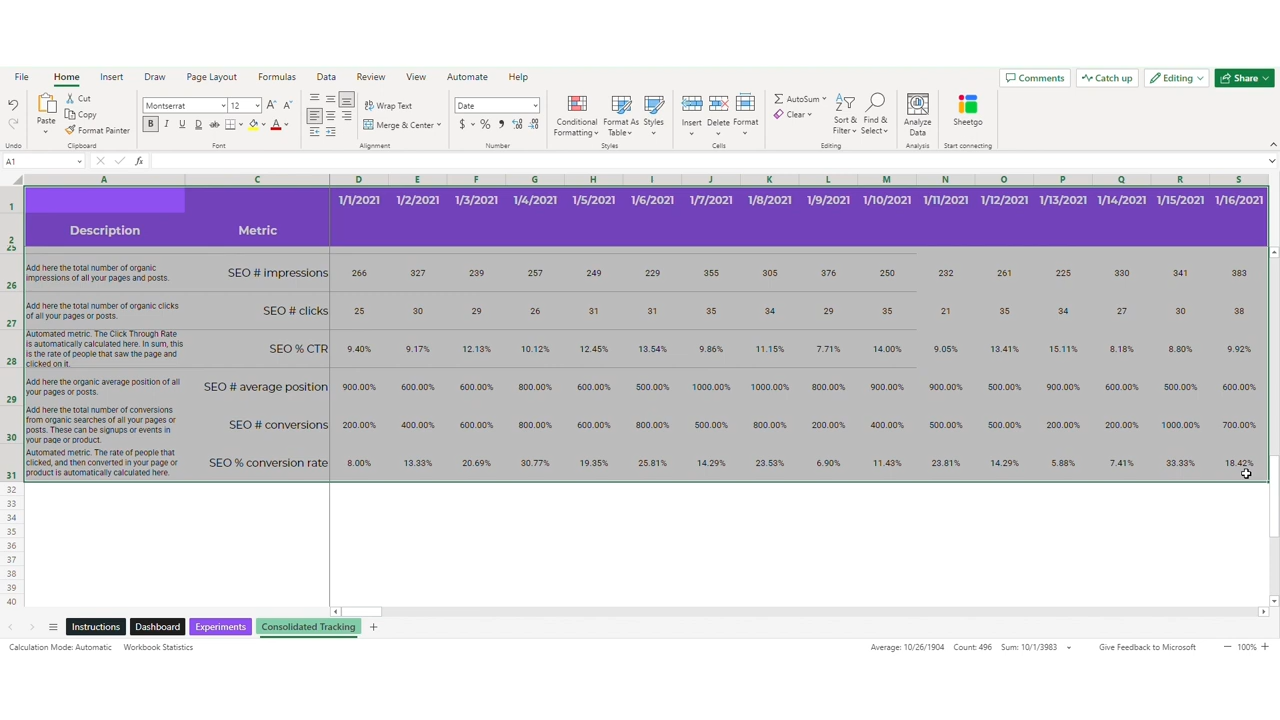 File Home Insert Draw Page Layout Formulas Data Review View Automate Help Comments Catch up Editing Share
Cut
Copy
Paste
Format Painter
Undo
Clipboard
Montserrat 12 A A
B I U D ab A
Font
Wrap Text
Merge & Center
Alignment
Date
$ % 9
Number
Conditional Formatting
Format As Table
Styles
Styles
Insert Delete Format
Cells
AutoSum
Clear
Sort & Filter
Find & Select
Editing
Analyze Data
Analysis
Sheetgo
Start connecting
A1 fx
A C D E F G H I J K L M N O P Q R S
1 1/1/2021 1/2/2021 1/3/2021 1/4/2021 1/5/2021 1/6/2021 1/7/2021 1/8/2021 1/9/2021 1/10/2021 1/11/2021 1/12/2021 1/13/2021 1/14/2021 1/15/2021 1/16/2021
2 Description Metric
25
26 Add here the total number of organic
impressions of all your pages and posts.
SEO # impressions 266 327 239 257 249 229 355 305 376 250 232 261 225 330 341 383
27 Add here the total number of organic clicks
of all your pages or posts.
SEO # clicks 25 30 29 26 31 31 35 34 29 35 21 35 34 27 30 38
28 Automated metric. The Click Through Rate
is automatically calculated here. In sum, this
is the rate of people that saw the page and
clicked on it.
SEO % CTR 9.40% 9.17% 12.13% 10.12% 12.45% 13.54% 9.86% 11.15% 7.71% 14.00% 9.05% 13.41% 15.11% 8.18% 8.80% 9.92%
29 Add here the organic average position of all
your pages or posts.
SEO # average position 900.00% 600.00% 600.00% 800.00% 600.00% 500.00% 1000.00% 1000.00% 800.00% 900.00% 900.00% 500.00% 900.00% 600.00% 500.00% 600.00%
30 Add here the total number of conversions
from organic searches of all your pages or
posts. These can be signups or events in
your page or product.
SEO # conversions 200.00% 400.00% 600.00% 800.00% 600.00% 800.00% 500.00% 800.00% 200.00% 400.00% 500.00% 500.00% 200.00% 200.00% 1000.00% 700.00%
31 Automated metric. The rate of people that
clicked, and then converted in your page or
product is automatically calculated here.
SEO % conversion rate 8.00% 13.33% 20.69% 30.77% 19.35% 25.81% 14.29% 23.53% 6.90% 11.43% 23.81% 14.29% 5.88% 7.41% 33.33% 18.42%
32
33
34
35
36
37
38
39
40
Instructions Dashboard Experiments Consolidated Tracking +
Calculation Mode: Automatic Workbook Statistics Average: 10/26/1904 Count: 496 Sum: 10/1/3983 Give Feedback to Microsoft − 100% +